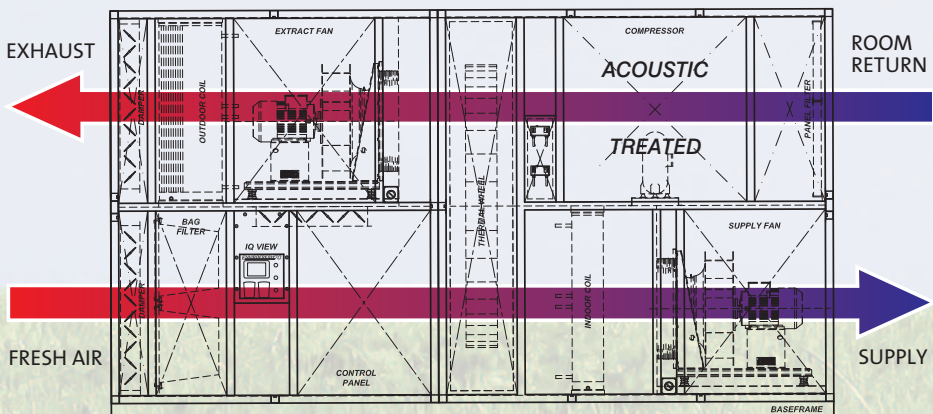 EXHAUST
EXTRACT FAN
COMPRESSOR
ROOM
RETURN
ACOUSTIC
TREATED
DAMPER
OUTDOOR COIL
PANEL FILTER
THERMAL WHEEL
BAG
FILTER
IQ VIEW
SUPPLY FAN
DAMPER
INDOOR COIL
FRESH AIR
CONTROL
PANEL
SUPPLY
BASEFRAME